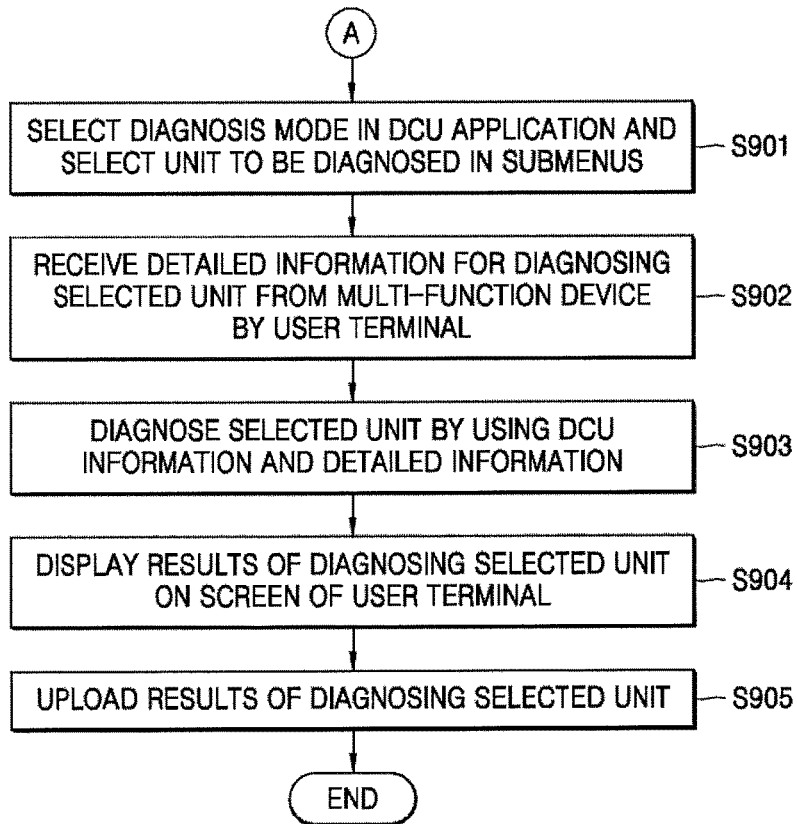 A
SELECT DIAGNOSIS MODE IN DCU APPLICATION AND
SELECT UNIT TO BE DIAGNOSED IN SUBMENUS
S901
RECEIVE DETAILED INFORMATION FOR DIAGNOSING
SELECTED UNIT FROM MULTI-FUNCTION DEVICE
BY USER TERMINAL
S902
DIAGNOSE SELECTED UNIT BY USING DCU
INFORMATION AND DETAILED INFORMATION
S903
DISPLAY RESULTS OF DIAGNOSING SELECTED UNIT
ON SCREEN OF USER TERMINAL
S904
UPLOAD RESULTS OF DIAGNOSING SELECTED UNIT
S905
END